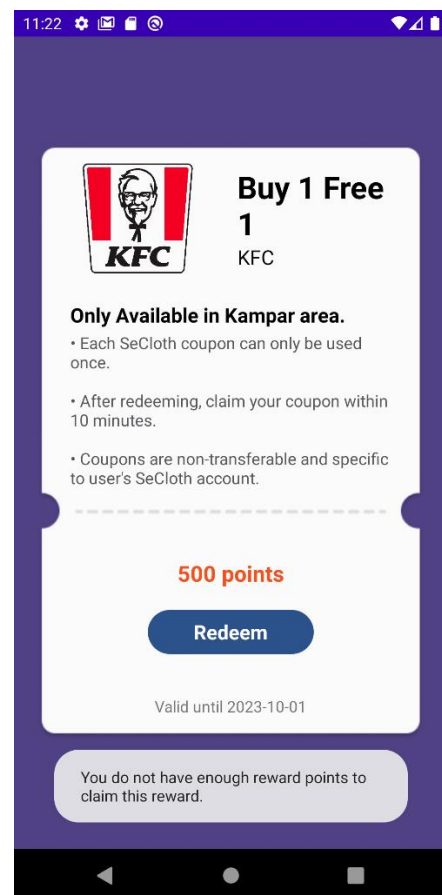 11:22
KFC
Buy 1 Free
1
KFC
Only Available in Kampar area.
• Each SeCloth coupon can only be used
once.
• After redeeming, claim your coupon within
10 minutes.
• Coupons are non-transferable and specific
to user's SeCloth account.
500 points
Redeem
Valid until 2023-10-01
You do not have enough reward points to
claim this reward.